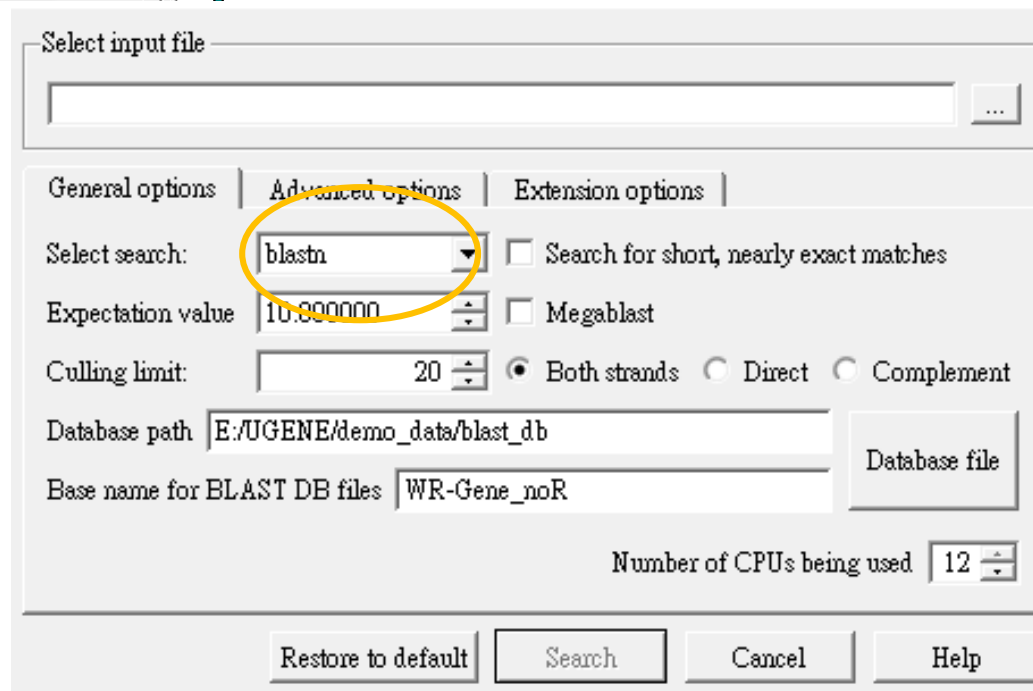 Select input file
...
General options Advanced options Extension options
Select search: blastn Search for short, nearly exact matches
Expectation value 10.000000 Megablast
Culling limit: 20 Both strands Direct Complement
Database path E:/UGENE/demo_data/blast_db
Database file
Base name for BLAST DB files WR-Gene_noR
Number of CPUs being used 12
Restore to default Search Cancel Help